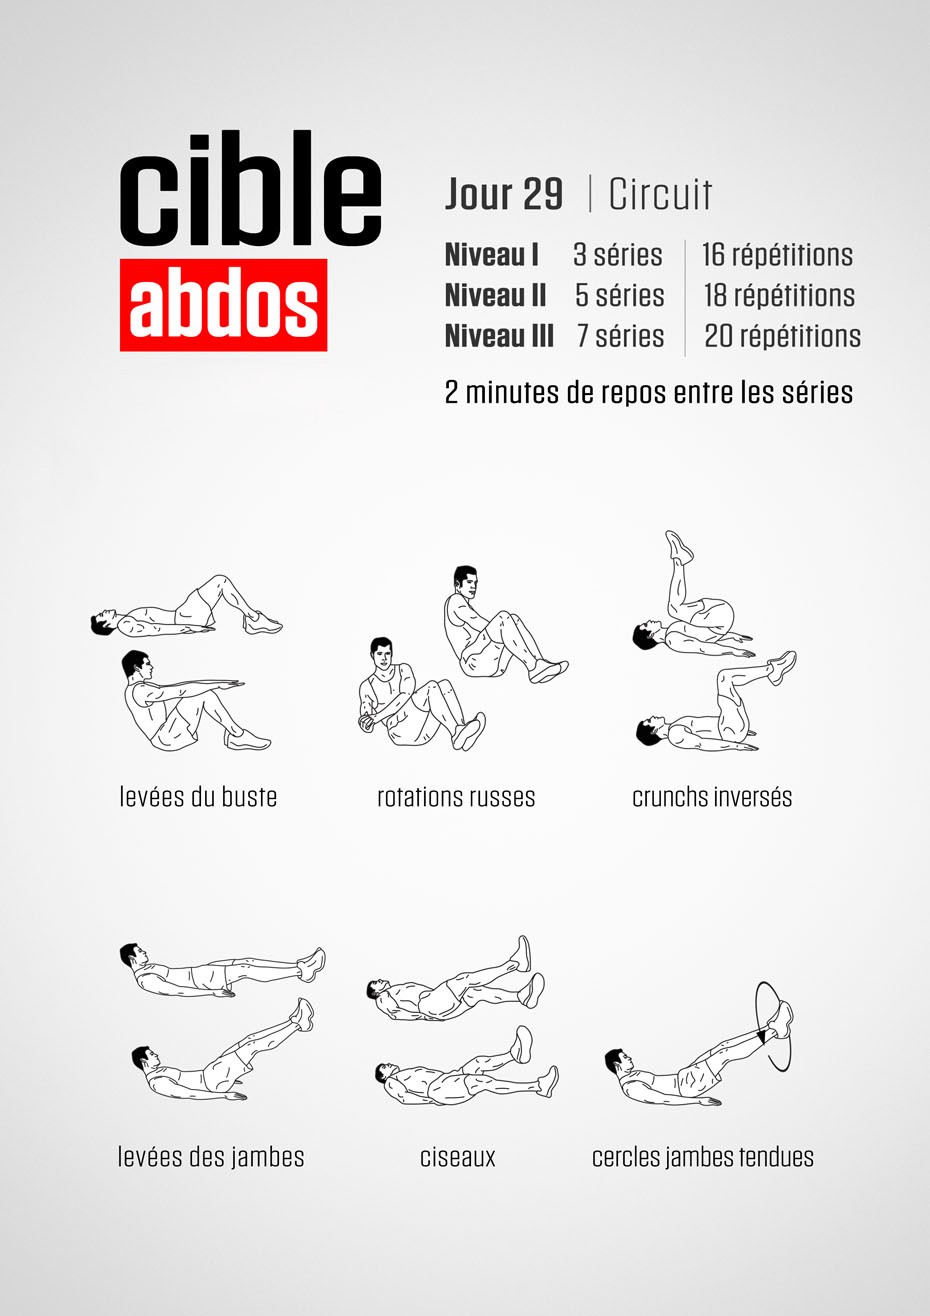 cible
abdos
Jour 29 | Circuit
Niveau I 3 séries 16 répétitions
Niveau II 5 séries 18 répétitions
Niveau III 7 séries 20 répétitions
2 minutes de repos entre les séries
levées du buste
rotations russes
crunchs inversés
levées des jambes
ciseaux
cercles jambes tendues